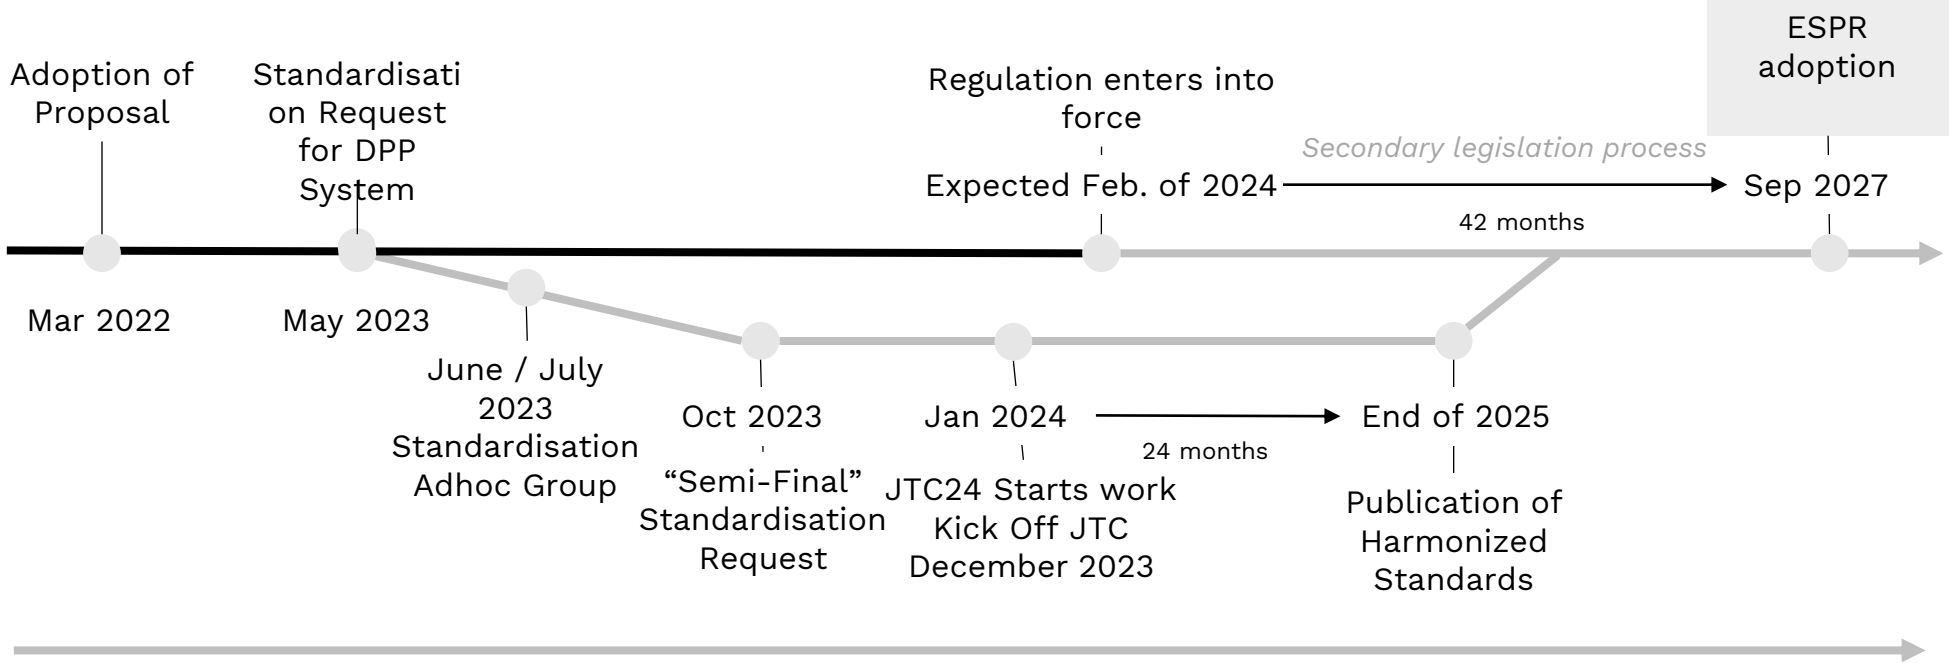 Adoption of
Proposal
Mar 2022
Standardisati
on Request
for DPP
System
May 2023
June / July
2023
Standardisation
Adhoc Group
Oct 2023
“Semi-Final”
Standardisation
Request
Regulation enters into
force
Expected Feb. of 2024
Jan 2024
JTC24 Starts work
Kick Off JTC
December 2023
24 months
End of 2025
Publication of
Harmonized
Standards
Secondary legislation process
42 months
ESPR
adoption
Sep 2027